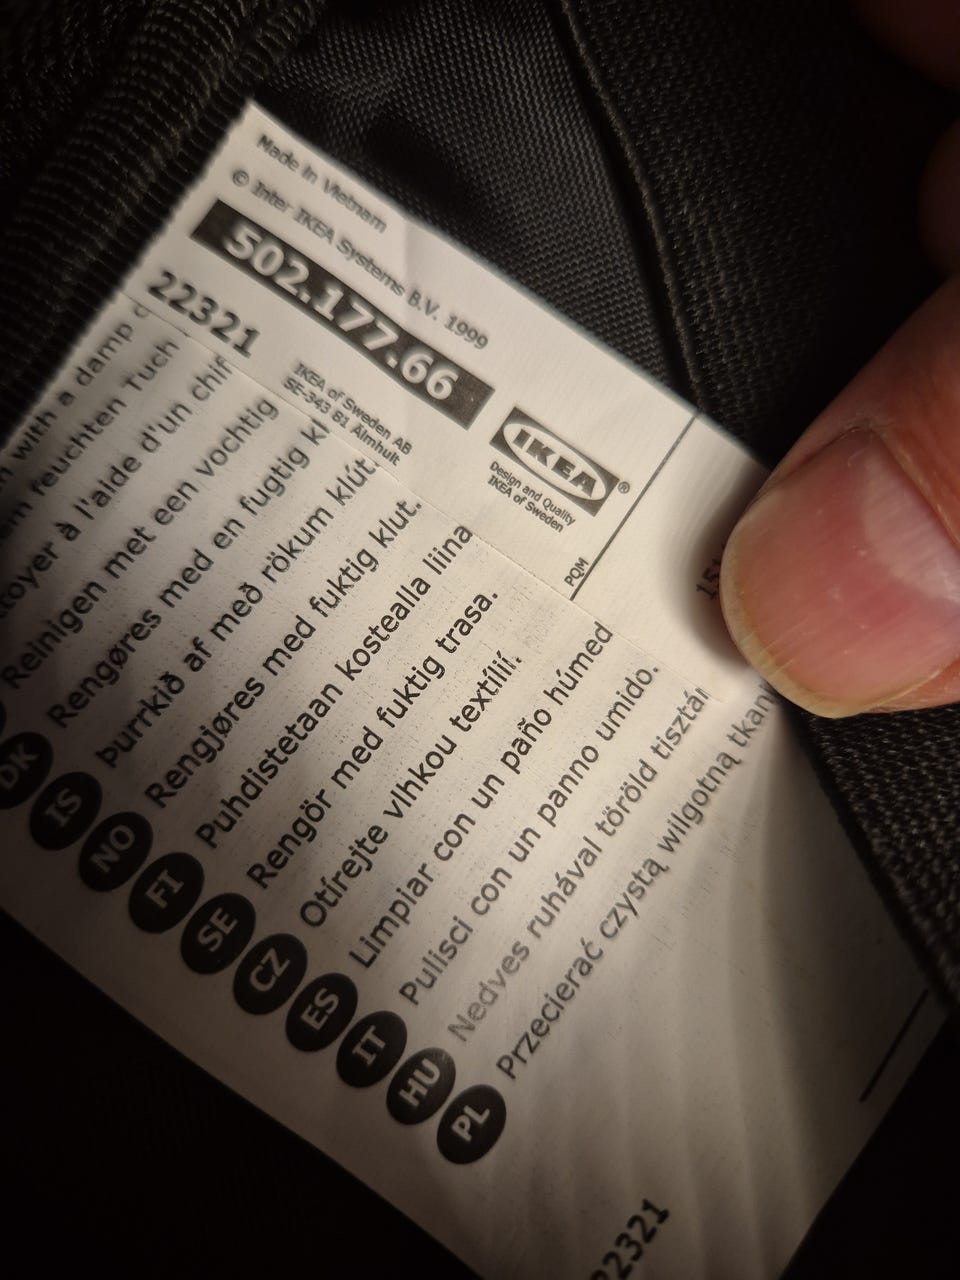 Made in Vietnam
© Inter IKEA Systems B.V. 1999
502.177.66
22321
IKEA of Sweden AB
SE-343 81 Älmhult
IKEA®
Design and Quality
IKEA of Sweden
PQM
with a damp
feuchten Tuch
à l'aide d'un
Reinigen met een vochtig
DK Rengøres med en fugtig
IS Þurrkið af með rökum klút.
NO Rengjøres med fuktig klut.
FI Puhdistetaan kostealla liina
SE Rengör med fuktig trasa.
CZ Otírejte vlhkou textílií.
ES Limpiar con un paño húmed
IT Pulisci con un panno umido.
HU Nedves ruhával töröld tisztár
PL Przecierać czystą wilgotną tkani
22321